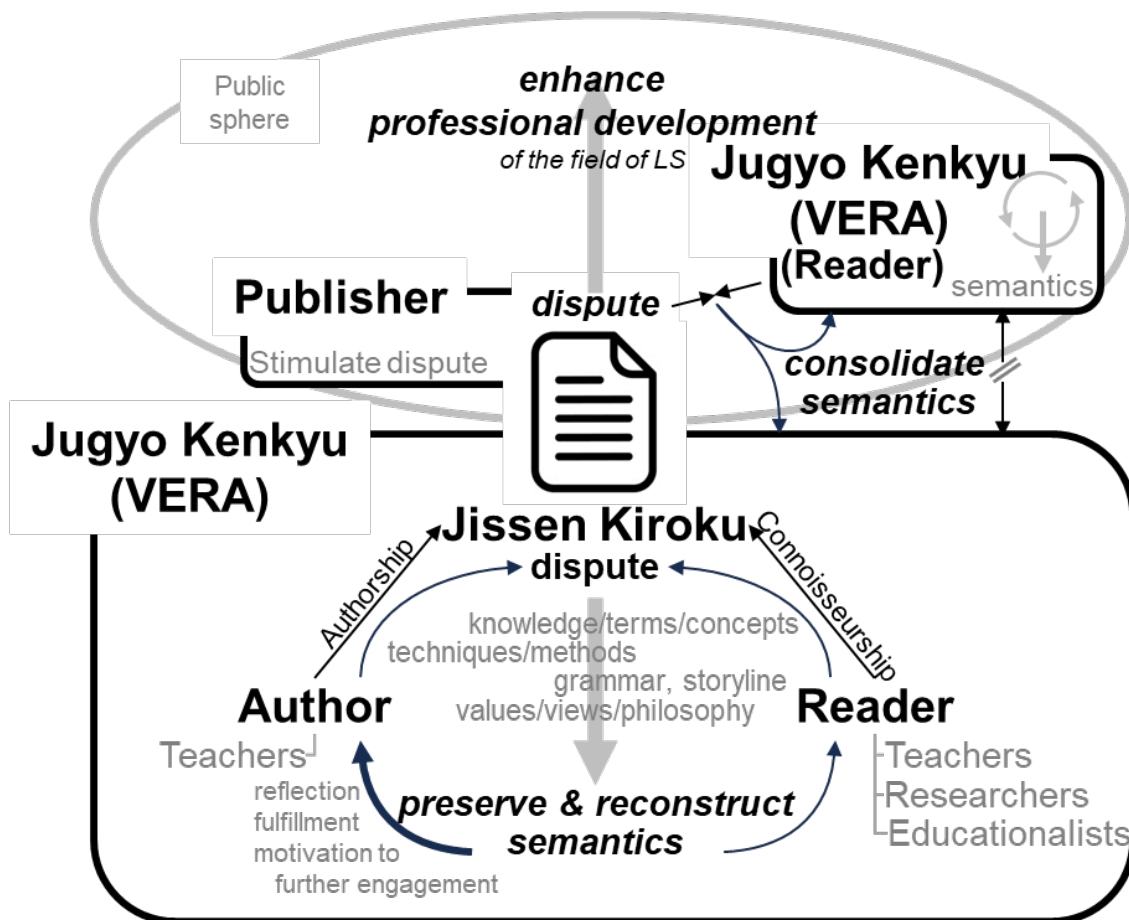 Public
sphere
enhance
professional development
of the field of LS
Jugyo Kenkyu
(VERA)
(Reader)
semantics
Publisher
Stimulate dispute
dispute
consolidate
semantics
Jugyo Kenkyu
(VERA)
Jissen Kiroku
dispute
Authorship
Connoisseurship
knowledge/terms/concepts
techniques/methods
grammar, storyline
values/views/philosophy
Author
Teachers
reflection
fulfillment
motivation to
further engagement
Reader
Teachers
Researchers
Educationalists
preserve & reconstruct
semantics